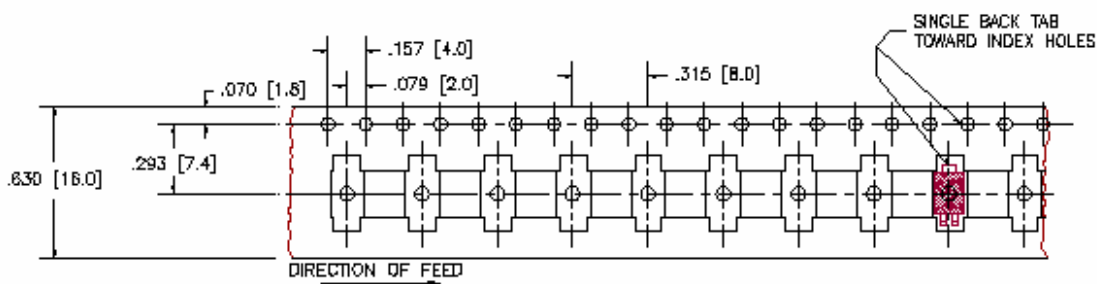 SINGLE BACK TAB
TOWARD INDEX HOLES
.157 [4.0]
.079 [2.0]
.315 [8.0]
.070 [1.8]
.293 [7.4]
.630 [16.0]
DIRECTION OF FEED